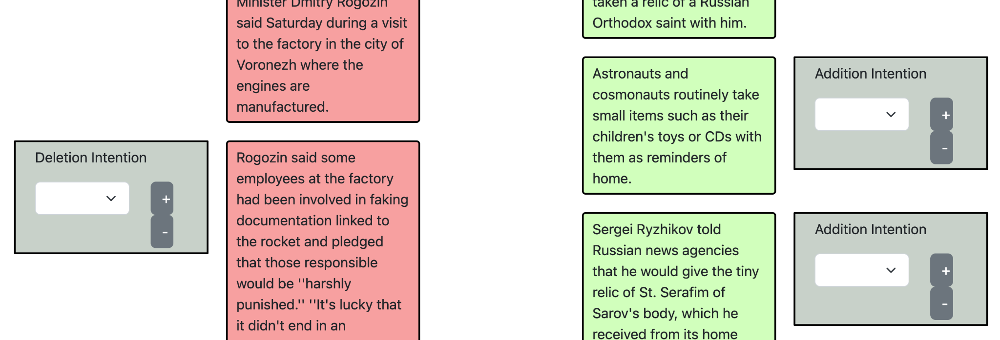 Minister Dmitry Rogozin
said Saturday during a visit
to the factory in the city of
Voronezh where the
engines are
manufactured.
Deletion Intention
+
-
Rogozin said some
employees at the factory
had been involved in faking
documentation linked to
the rocket and pledged
that those responsible
would be ''harshly
punished.'' ''It's lucky that
it didn't end in an
taken a relic of a Russian
Orthodox saint with him.
Astronauts and
cosmonauts routinely take
small items such as their
children's toys or CDs with
them as reminders of
home.
Addition Intention
+
-
Sergei Ryzhikov told
Russian news agencies
that he would give the tiny
relic of St. Serafim of
Sarov's body, which he
received from its home
Addition Intention
+
-